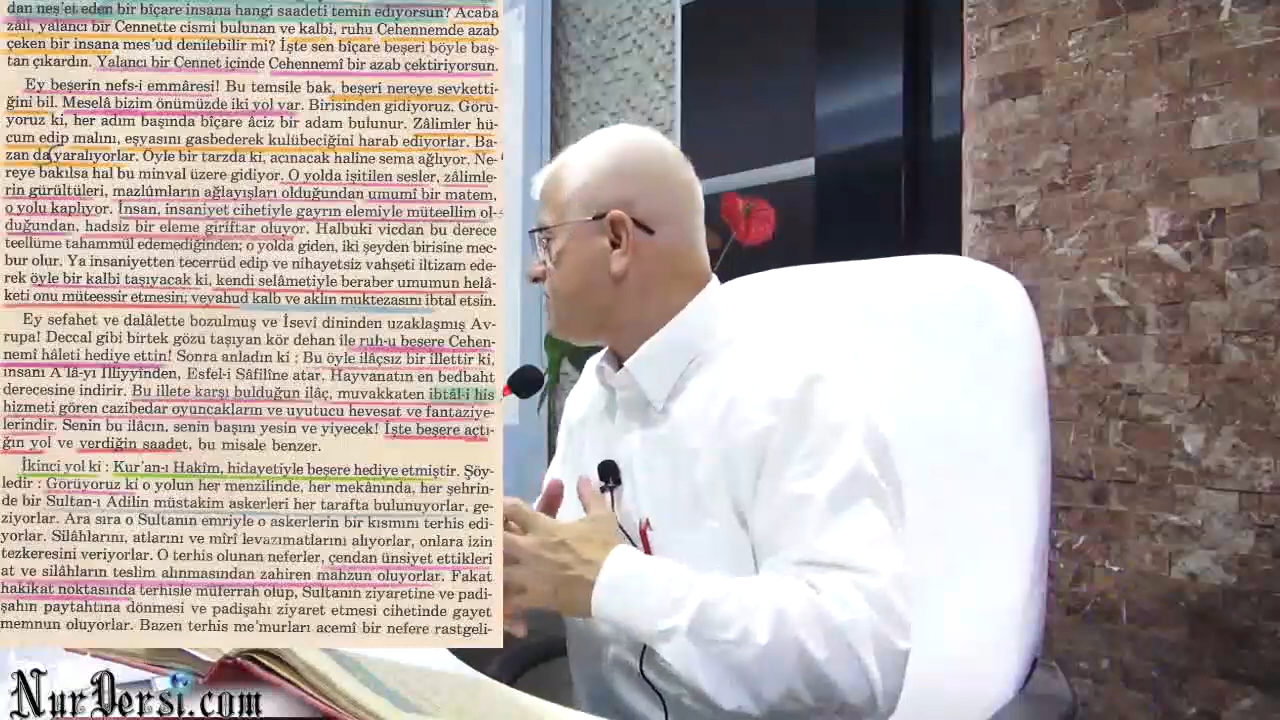 dan neş'et eden bir bîçare insana hangi saadeti temin ediyorsun? Acaba
zâil, yalancı bir Cennette cismi bulunan ve kalbi, ruhu Cehennemde azab
çeken bir insana mes'ud denilebilir mi? İşte sen bîçare beşeri böyle baş-
tan çıkardın. Yalancı bir Cennet içinde Cehennemî bir azab çektiriyorsun.
Ey beşerin nefs-i emmâresi! Bu temsile bak, beşeri nereye sevketti-
ğini bil. Meselâ bizim önümüzde iki yol var. Birisinden gidiyoruz. Görü-
yoruz ki, her adım başında bîçare âciz bir adam bulunur. Zâlimler hü-
cum edip malını, eşyasını gasbederek kulübeciğini harab ediyorlar. Ba-
zan da yaralıyorlar. Öyle bir tarzda ki, acınacak haline sema ağlıyor. Ne-
reye bakılsa hal bu minval üzere gidiyor. O yolda işitilen sesler, zâlimle-
rin gürültüleri, mazlûmların ağlayışları olduğundan umumî bir matem,
o yolu kaplıyor. İnsan, insaniyet cihetiyle gayrın elemiyle müteellim ol-
duğundan, hadsiz bir eleme giriftar oluyor. Halbuki vicdan bu derece
teellüme tahammül edemediğinden; o yolda giden, iki şeyden birisine mec-
bur olur. Ya insaniyetten tecerrüd edip ve nihayetsiz vahşeti iltizam ede-
rek öyle bir kalbi taşıyacak ki, kendi selâmetiyle beraber umumun helâ-
keti onu müteessir etmesin; veyahud kalb ve aklın muktezasını ibtal etsin.
Ey sefahet ve dalâlette bozulmuş ve İsevî dininden uzaklaşmış Av-
rupa! Deccal gibi birtek gözü taşıyan kör dehan ile ruh-u beşere Cehen-
nemî hâleti hediye ettin! Sonra anladın ki : Bu öyle ilâçsız bir illettir ki,
insanı A'lâ-yı İlliyyînden, Esfel-i Sâfilîne atar. Hayvanatın en bedbaht
derecesine indirir. Bu illete karşı bulduğun ilâç, muvakkaten ibtâl-i his
hizmeti gören cazibedar oyuncakların ve uyutucu hevesat ve fantaziye-
lerindir. Senin bu ilâcın, senin başını yesin ve yiyecek! İşte beşere açtı-
ğın yol ve verdiğin saadet, bu misale benzer.
İkinci yol ki : Kur'an-ı Hakîm, hidayetiyle beşere hediye etmiştir. Şöy-
ledir : Görüyoruz ki o yolun her menzilinde, her mekânında, her şehrin-
de bir Sultan-ı Âdilin müstakim askerleri her tarafta bulunuyorlar, ge-
ziyorlar. Ara sıra o Sultanın emriyle o askerlerin bir kısmını terhis edi-
yorlar. Silâhlarını, atlarını ve mîrî levazımatlarını alıyorlar, onlara izin
tezkeresini veriyorlar. O terhis olunan neferler, çendan ünsiyet ettikleri
at ve silâhların teslim alınmasından zahiren mahzun oluyorlar. Fakat
hakikat noktasında terhisle müferrah olup, Sultanın ziyaretine ve padi-
şahın paytahtına dönmesi ve padişahı ziyaret etmesi cihetinde gayet
memnun oluyorlar. Bazen terhis me'murları acemî bir nefere rastgeli-
NurDersi.com